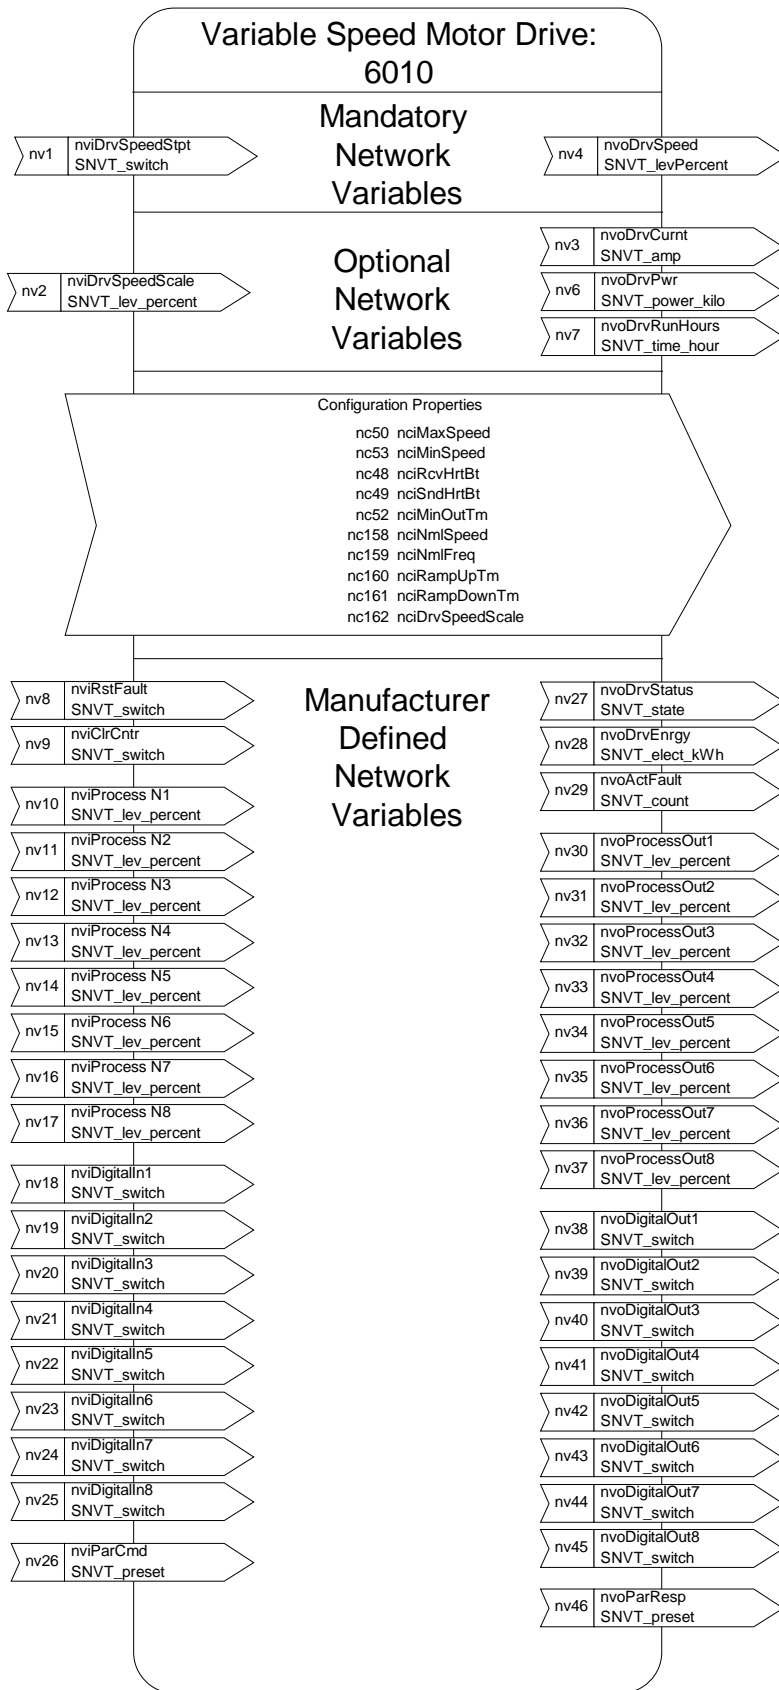 Variable Speed Motor Drive:
6010
Mandatory
Network
Variables
nv1
nviDrvSpeedStpt
SNVT_switch
nv4
nvoDrvSpeed
SNVT_levPercent
Optional
Network
Variables
nv2
nviDrvSpeedScale
SNVT_lev_percent
nv3
nvoDrvCurnt
SNVT_amp
nv6
nvoDrvPwr
SNVT_power_kilo
nv7
nvoDrvRunHours
SNVT_time_hour
Configuration Properties
nc50 nciMaxSpeed
nc53 nciMinSpeed
nc48 nciRcvHrtBt
nc49 nciSndHrtBt
nc52 nciMinOutTm
nc158 nciNmlSpeed
nc159 nciNmlFreq
nc160 nciRampUpTm
nc161 nciRampDownTm
nc162 nciDrvSpeedScale
Manufacturer
Defined
Network
Variables
nv8
nviRstFault
SNVT_switch
nv9
nviClrCntr
SNVT_switch
nv10
nviProcess N1
SNVT_lev_percent
nv11
nviProcess N2
SNVT_lev_percent
nv12
nviProcess N3
SNVT_lev_percent
nv13
nviProcess N4
SNVT_lev_percent
nv14
nviProcess N5
SNVT_lev_percent
nv15
nviProcess N6
SNVT_lev_percent
nv16
nviProcess N7
SNVT_lev_percent
nv17
nviProcess N8
SNVT_lev_percent
nv18
nviDigitalIn1
SNVT_switch
nv19
nviDigitalIn2
SNVT_switch
nv20
nviDigitalIn3
SNVT_switch
nv21
nviDigitalIn4
SNVT_switch
nv22
nviDigitalIn5
SNVT_switch
nv23
nviDigitalIn6
SNVT_switch
nv24
nviDigitalIn7
SNVT_switch
nv25
nviDigitalIn8
SNVT_switch
nv26
nviParCmd
SNVT_preset
nv27
nvoDrvStatus
SNVT_state
nv28
nvoDrvEnrgy
SNVT_elect_kWh
nv29
nvoActFault
SNVT_count
nv30
nvoProcessOut1
SNVT_lev_percent
nv31
nvoProcessOut2
SNVT_lev_percent
nv32
nvoProcessOut3
SNVT_lev_percent
nv33
nvoProcessOut4
SNVT_lev_percent
nv34
nvoProcessOut5
SNVT_lev_percent
nv35
nvoProcessOut6
SNVT_lev_percent
nv36
nvoProcessOut7
SNVT_lev_percent
nv37
nvoProcessOut8
SNVT_lev_percent
nv38
nvoDigitalOut1
SNVT_switch
nv39
nvoDigitalOut2
SNVT_switch
nv40
nvoDigitalOut3
SNVT_switch
nv41
nvoDigitalOut4
SNVT_switch
nv42
nvoDigitalOut5
SNVT_switch
nv43
nvoDigitalOut6
SNVT_switch
nv44
nvoDigitalOut7
SNVT_switch
nv45
nvoDigitalOut8
SNVT_switch
nv46
nvoParResp
SNVT_preset